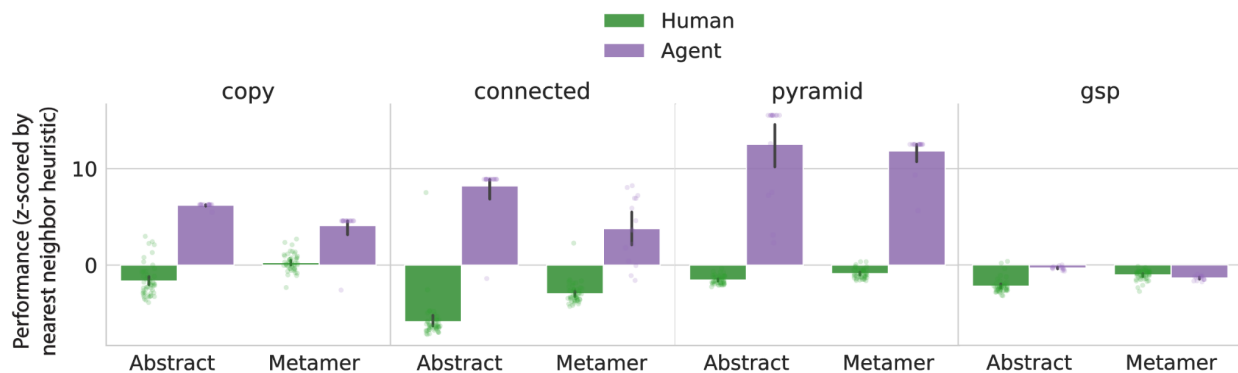 Human
Agent
copy
connected
pyramid
gsp
Performance (z-scored by
nearest neighbor heuristic)
10
0
Abstract
Metamer
Abstract
Metamer
Abstract
Metamer
Abstract
Metamer